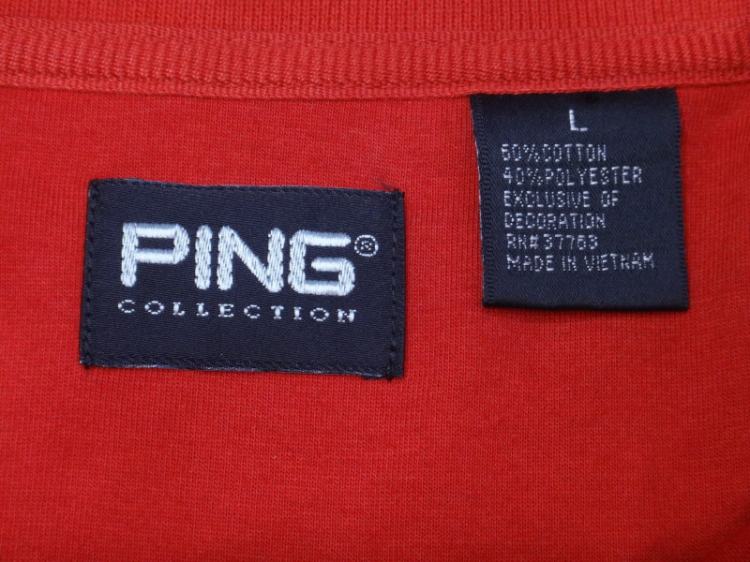 PING®
COLLECTION
L
60%COTTON
40%POLYESTER
EXCLUSIVE OF
DECORATION
RN#37763
MADE IN VIETNAM